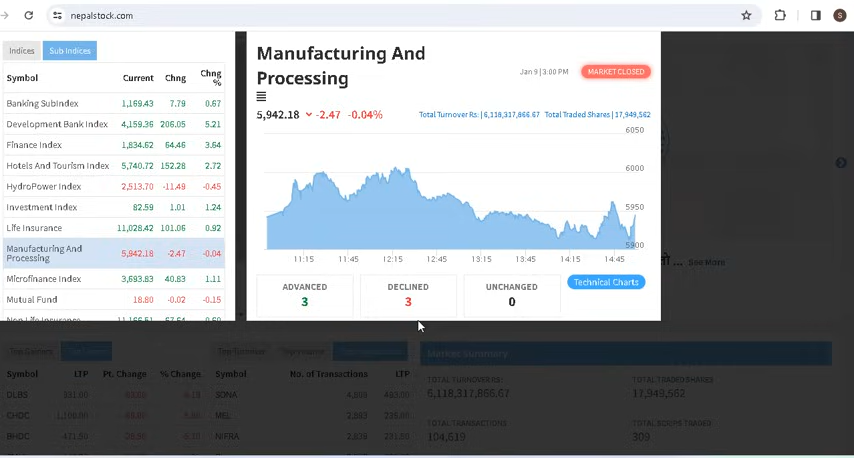 nepalstock.com
S
Indices Sub Indices
Symbol Current Chng Chng %
Banking SubIndex 1,169.43 7.79 0.67
Development Bank Index 4,159.36 206.05 5.21
Finance Index 1,834.62 64.46 3.64
Hotels And Tourism Index 5,740.72 152.28 2.72
HydroPower Index 2,513.70 -11.49 -0.45
Investment Index 82.59 1.01 1.24
Life Insurance 11,028.42 101.06 0.92
Manufacturing And Processing 5,942.18 -2.47 -0.04
Microfinance Index 3,693.83 40.83 1.11
Mutual Fund 18.80 -0.02 -0.15
Non Life Insurance
Manufacturing And
Processing
Jan 9 | 3:00 PM MARKET CLOSED
5,942.18 -2.47 -0.04%
Total Turnover Rs: | 6,118,317,866.67 Total Traded Shares | 17,949,562
6050
6000
5950
5900
11:15 11:45 12:15 12:45 13:15 13:45 14:15 14:45
ADVANCED DECLINED UNCHANGED Technical Charts
3 3 0
See More
Market Summary
Symbol LTP Pt. Change % Change
Symbol No. of Transactions LTP
DLBS
CHDC
BHDC
SONA
MEL
NIFRA
TOTAL TURNOVER RS: TOTAL TRADED SHARES
6,118,317,866.67 17,949,562
TOTAL TRANSACTIONS TOTAL SCRIPS TRADED
104,519 309